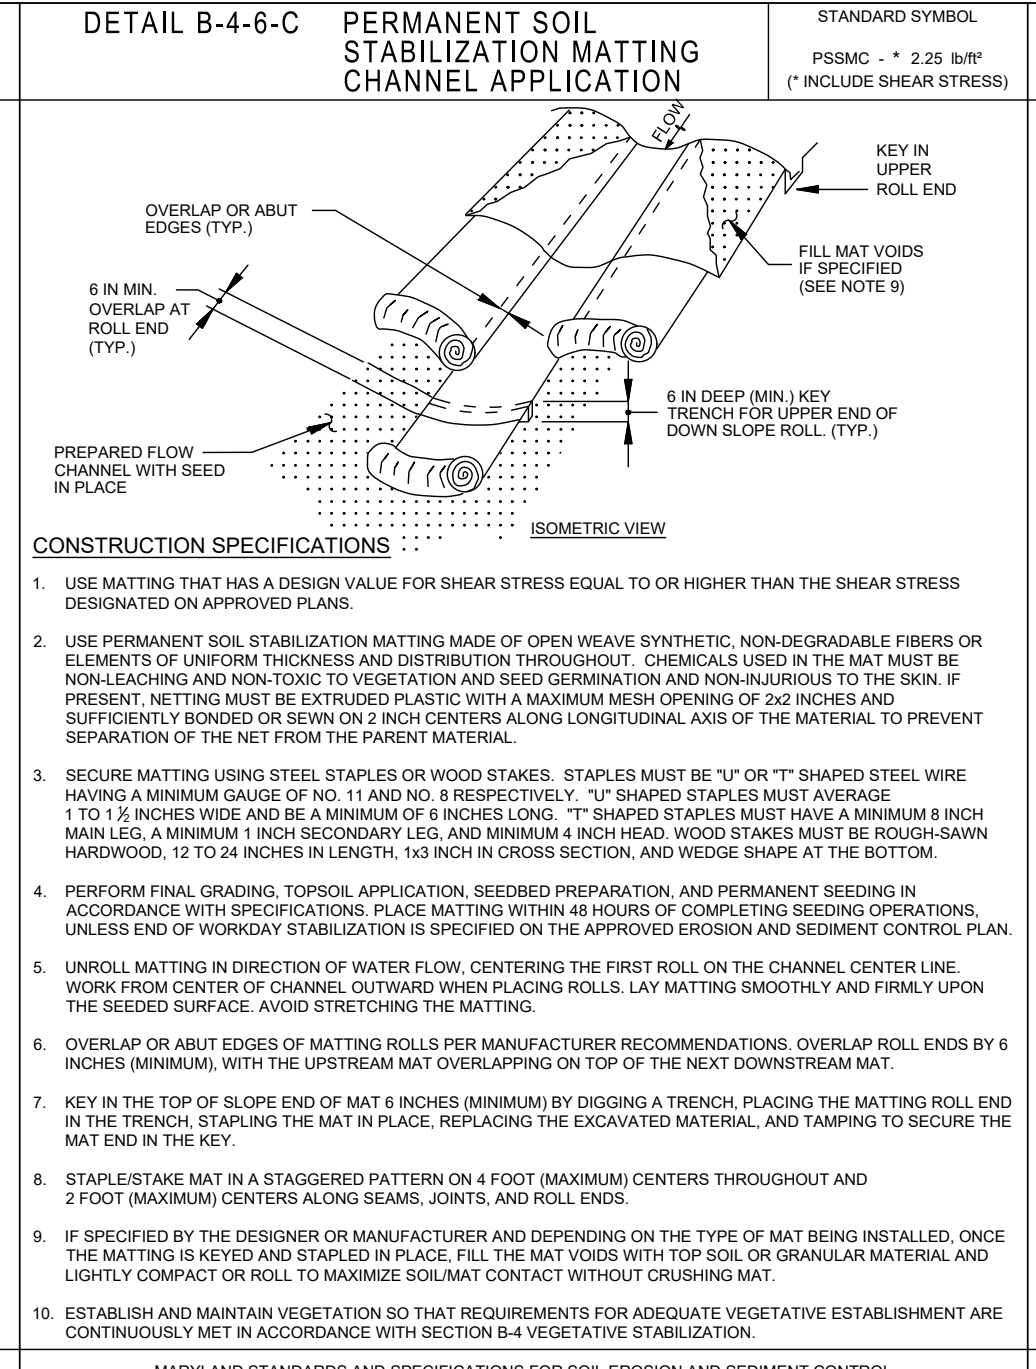 DETAIL B-4-6-C PERMANENT SOIL
STABILIZATION MATTING
CHANNEL APPLICATION
STANDARD SYMBOL
PSSMC - * 2.25 lb/ft²
(* INCLUDE SHEAR STRESS)
FLOW
KEY IN
UPPER
ROLL END
OVERLAP OR ABUT
EDGES (TYP.)
FILL MAT VOIDS
IF SPECIFIED
(SEE NOTE 9)
6 IN MIN.
OVERLAP AT
ROLL END
(TYP.)
6 IN DEEP (MIN.) KEY
TRENCH FOR UPPER END OF
DOWN SLOPE ROLL. (TYP.)
PREPARED FLOW
CHANNEL WITH SEED
IN PLACE
ISOMETRIC VIEW
CONSTRUCTION SPECIFICATIONS
1. USE MATTING THAT HAS A DESIGN VALUE FOR SHEAR STRESS EQUAL TO OR HIGHER THAN THE SHEAR STRESS
DESIGNATED ON APPROVED PLANS.
2. USE PERMANENT SOIL STABILIZATION MATTING MADE OF OPEN WEAVE SYNTHETIC, NON-DEGRADABLE FIBERS OR
ELEMENTS OF UNIFORM THICKNESS AND DISTRIBUTION THROUGHOUT. CHEMICALS USED IN THE MAT MUST BE
NON-LEACHING AND NON-TOXIC TO VEGETATION AND SEED GERMINATION AND NON-INJURIOUS TO THE SKIN. IF
PRESENT, NETTING MUST BE EXTRUDED PLASTIC WITH A MAXIMUM MESH OPENING OF 2x2 INCHES AND
SUFFICIENTLY BONDED OR SEWN ON 2 INCH CENTERS ALONG LONGITUDINAL AXIS OF THE MATERIAL TO PREVENT
SEPARATION OF THE NET FROM THE PARENT MATERIAL.
3. SECURE MATTING USING STEEL STAPLES OR WOOD STAKES. STAPLES MUST BE "U" OR "T" SHAPED STEEL WIRE
HAVING A MINIMUM GAUGE OF NO. 11 AND NO. 8 RESPECTIVELY. "U" SHAPED STAPLES MUST AVERAGE
1 TO 1 ½ INCHES WIDE AND BE A MINIMUM OF 6 INCHES LONG. "T" SHAPED STAPLES MUST HAVE A MINIMUM 8 INCH
MAIN LEG, A MINIMUM 1 INCH SECONDARY LEG, AND MINIMUM 4 INCH HEAD. WOOD STAKES MUST BE ROUGH-SAWN
HARDWOOD, 12 TO 24 INCHES IN LENGTH, 1x3 INCH IN CROSS SECTION, AND WEDGE SHAPE AT THE BOTTOM.
4. PERFORM FINAL GRADING, TOPSOIL APPLICATION, SEEDBED PREPARATION, AND PERMANENT SEEDING IN
ACCORDANCE WITH SPECIFICATIONS. PLACE MATTING WITHIN 48 HOURS OF COMPLETING SEEDING OPERATIONS,
UNLESS END OF WORKDAY STABILIZATION IS SPECIFIED ON THE APPROVED EROSION AND SEDIMENT CONTROL PLAN.
5. UNROLL MATTING IN DIRECTION OF WATER FLOW, CENTERING THE FIRST ROLL ON THE CHANNEL CENTER LINE.
WORK FROM CENTER OF CHANNEL OUTWARD WHEN PLACING ROLLS. LAY MATTING SMOOTHLY AND FIRMLY UPON
THE SEEDED SURFACE. AVOID STRETCHING THE MATTING.
6. OVERLAP OR ABUT EDGES OF MATTING ROLLS PER MANUFACTURER RECOMMENDATIONS. OVERLAP ROLL ENDS BY 6
INCHES (MINIMUM), WITH THE UPSTREAM MAT OVERLAPPING ON TOP OF THE NEXT DOWNSTREAM MAT.
7. KEY IN THE TOP OF SLOPE END OF MAT 6 INCHES (MINIMUM) BY DIGGING A TRENCH, PLACING THE MATTING ROLL END
IN THE TRENCH, STAPLING THE MAT IN PLACE, REPLACING THE EXCAVATED MATERIAL, AND TAMPING TO SECURE THE
MAT END IN THE KEY.
8. STAPLE/STAKE MAT IN A STAGGERED PATTERN ON 4 FOOT (MAXIMUM) CENTERS THROUGHOUT AND
2 FOOT (MAXIMUM) CENTERS ALONG SEAMS, JOINTS, AND ROLL ENDS.
9. IF SPECIFIED BY THE DESIGNER OR MANUFACTURER AND DEPENDING ON THE TYPE OF MAT BEING INSTALLED, ONCE
THE MATTING IS KEYED AND STAPLED IN PLACE, FILL THE MAT VOIDS WITH TOP SOIL OR GRANULAR MATERIAL AND
LIGHTLY COMPACT OR ROLL TO MAXIMIZE SOIL/MAT CONTACT WITHOUT CRUSHING MAT.
10. ESTABLISH AND MAINTAIN VEGETATION SO THAT REQUIREMENTS FOR ADEQUATE VEGETATIVE ESTABLISHMENT ARE
CONTINUOUSLY MET IN ACCORDANCE WITH SECTION B-4 VEGETATIVE STABILIZATION.
MARYLAND STANDARDS AND SPECIFICATIONS FOR SOIL EROSION AND SEDIMENT CONTROL